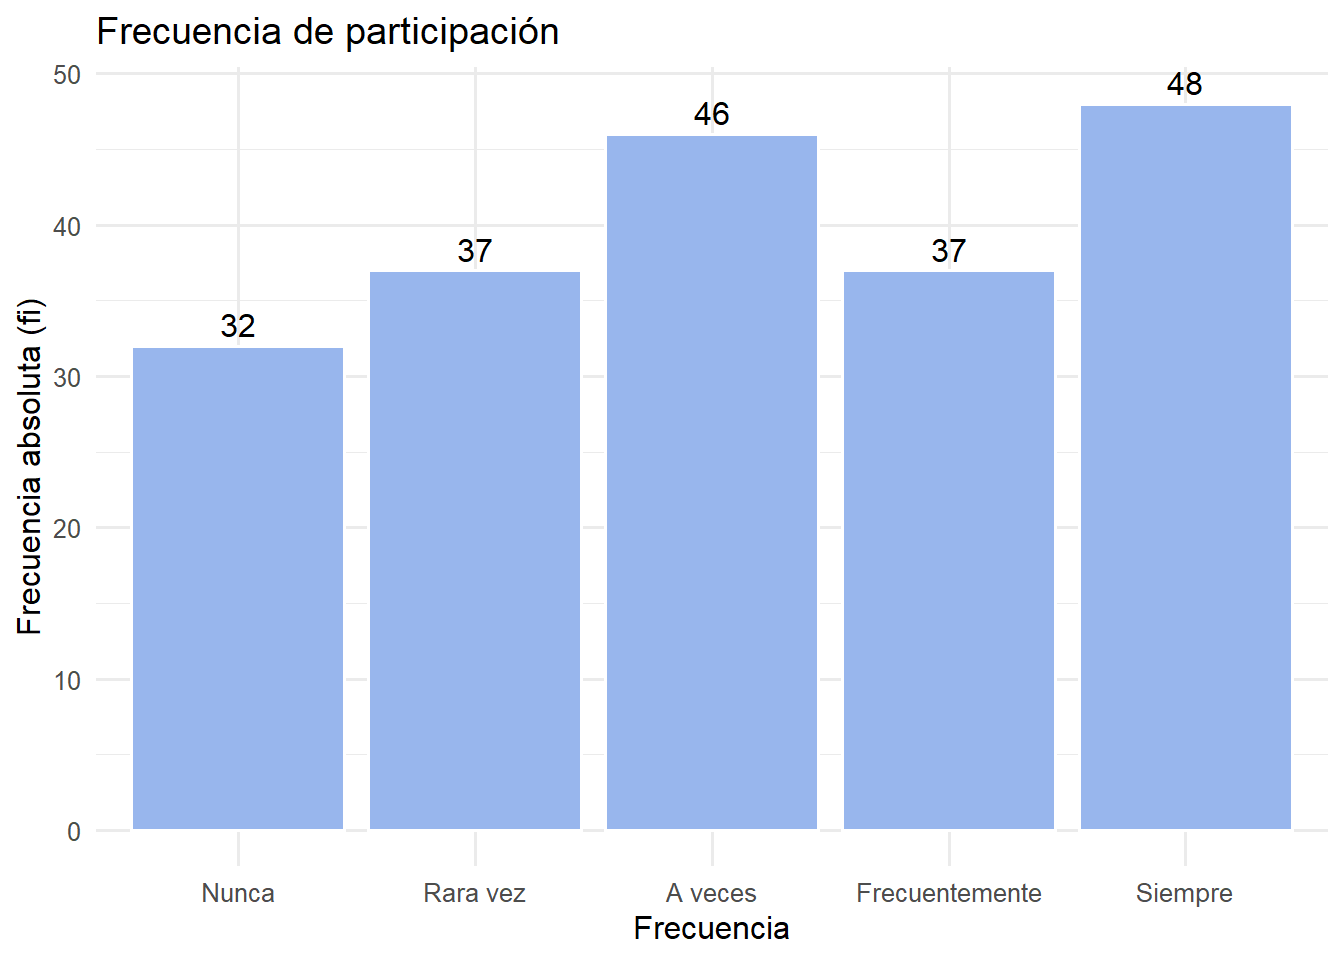 Frecuencia de participación
Frecuencia absoluta (fi)
50
40
30
20
10
0
32
37
46
37
48
Nunca
Rara vez
A veces
Frecuentemente
Siempre
Frecuencia